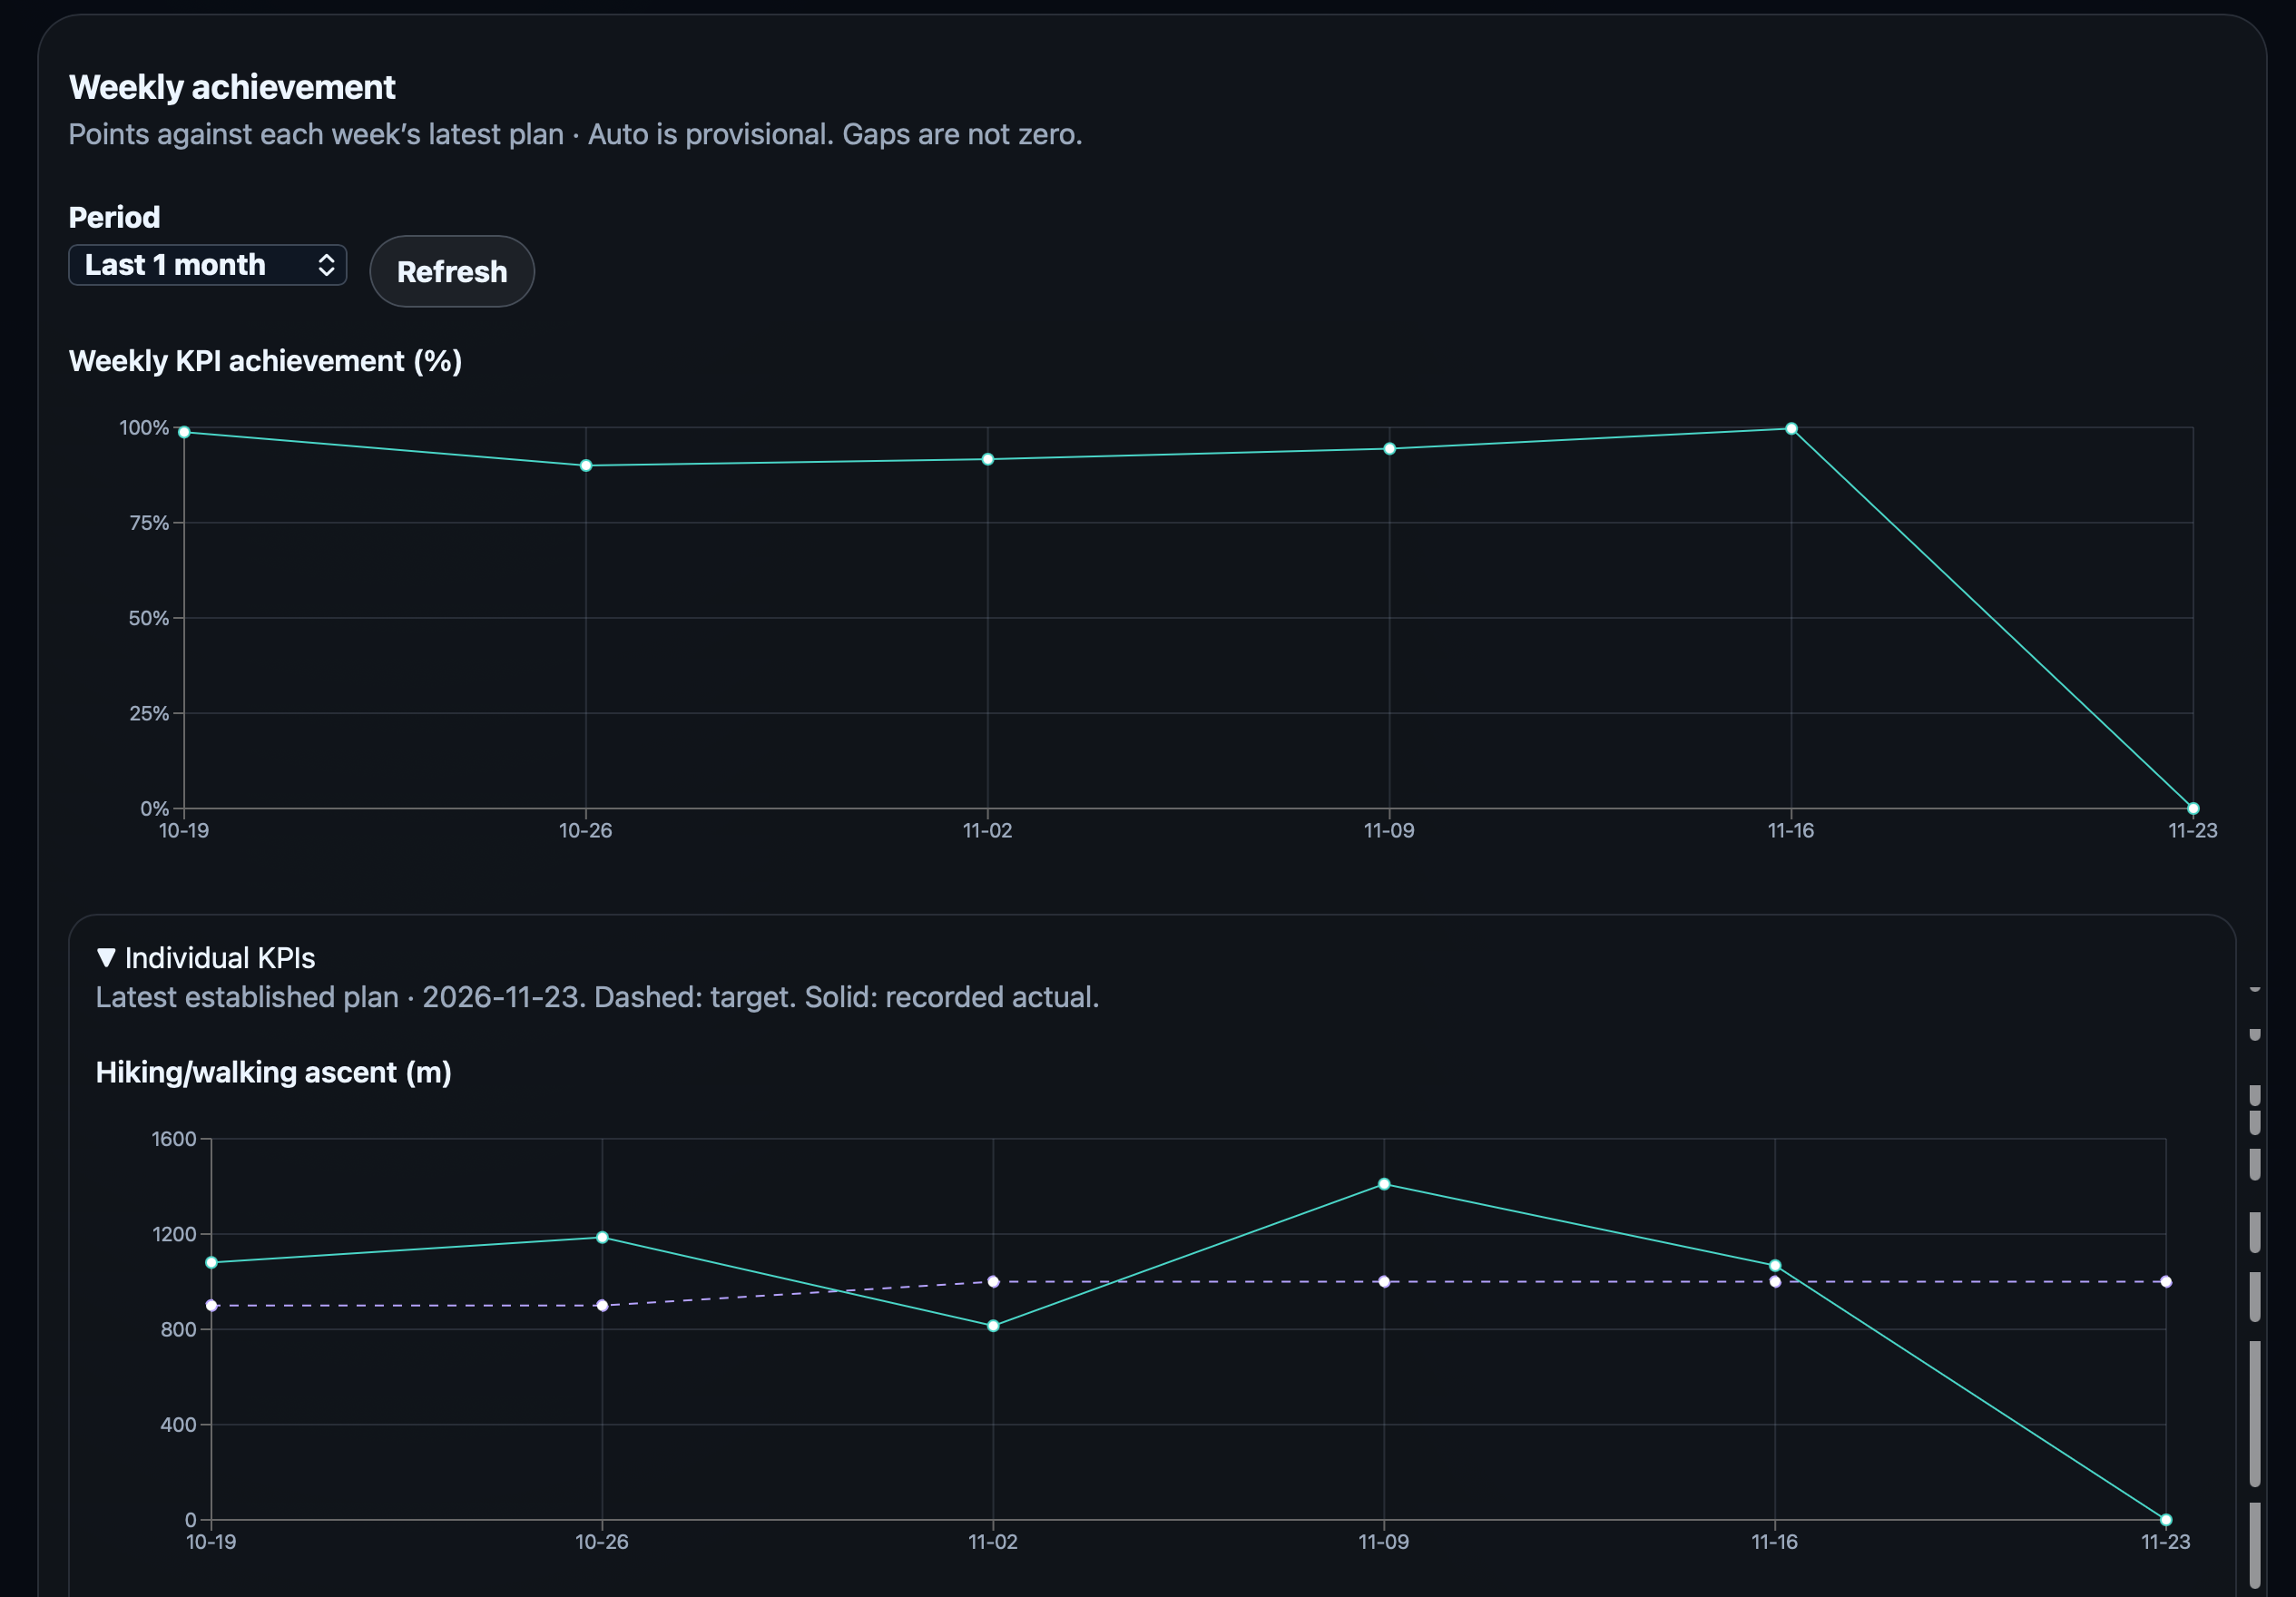 Weekly achievement
Points against each week’s latest plan · Auto is provisional. Gaps are not zero.
Period
Last 1 month
Refresh
Weekly KPI achievement (%)
100%
75%
50%
25%
0%
10-19 10-26 11-02 11-09 11-16 11-23
▼ Individual KPIs
Latest established plan · 2026-11-23. Dashed: target. Solid: recorded actual.
Hiking/walking ascent (m)
1600
1200
800
400
0
10-19 10-26 11-02 11-09 11-16 11-23